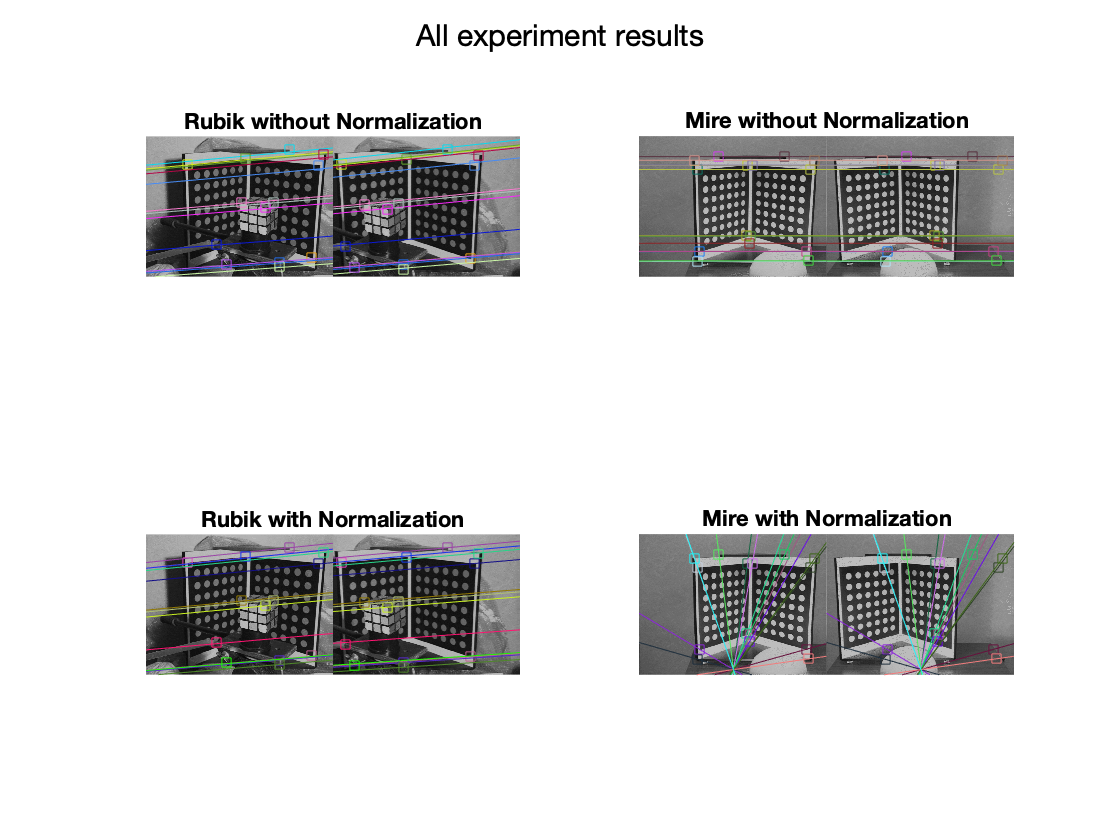 All experiment results
Rubik without Normalization
Mire without Normalization
Rubik with Normalization
Mire with Normalization